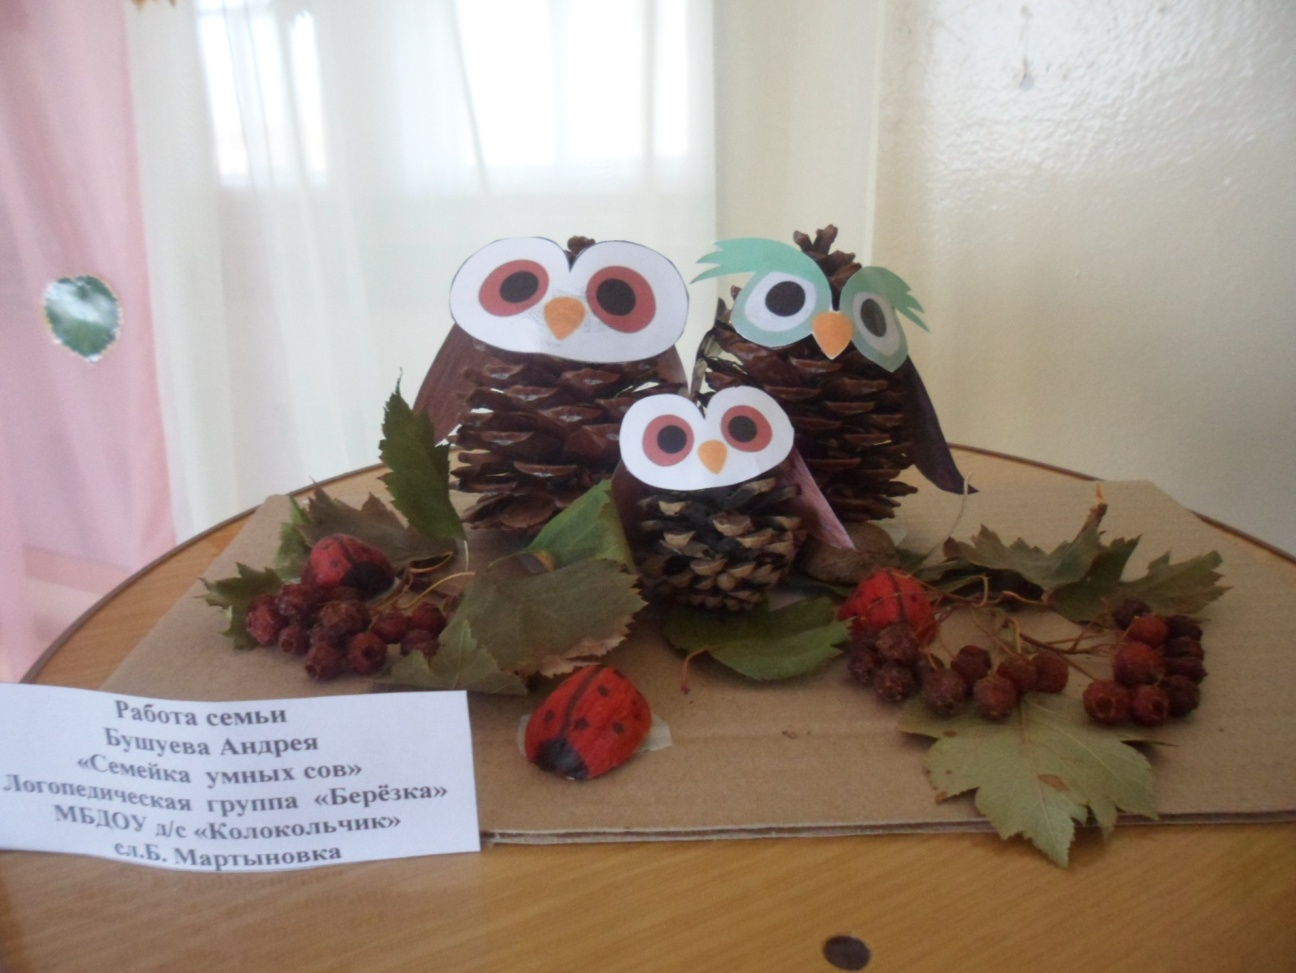 Работа семьи
Бушуева Андрея
«Семейка умных сов»
Логопедическая группа «Берёзка»
МБДОУ д/с «Колокольчик»
сл.Б. Мартыновка